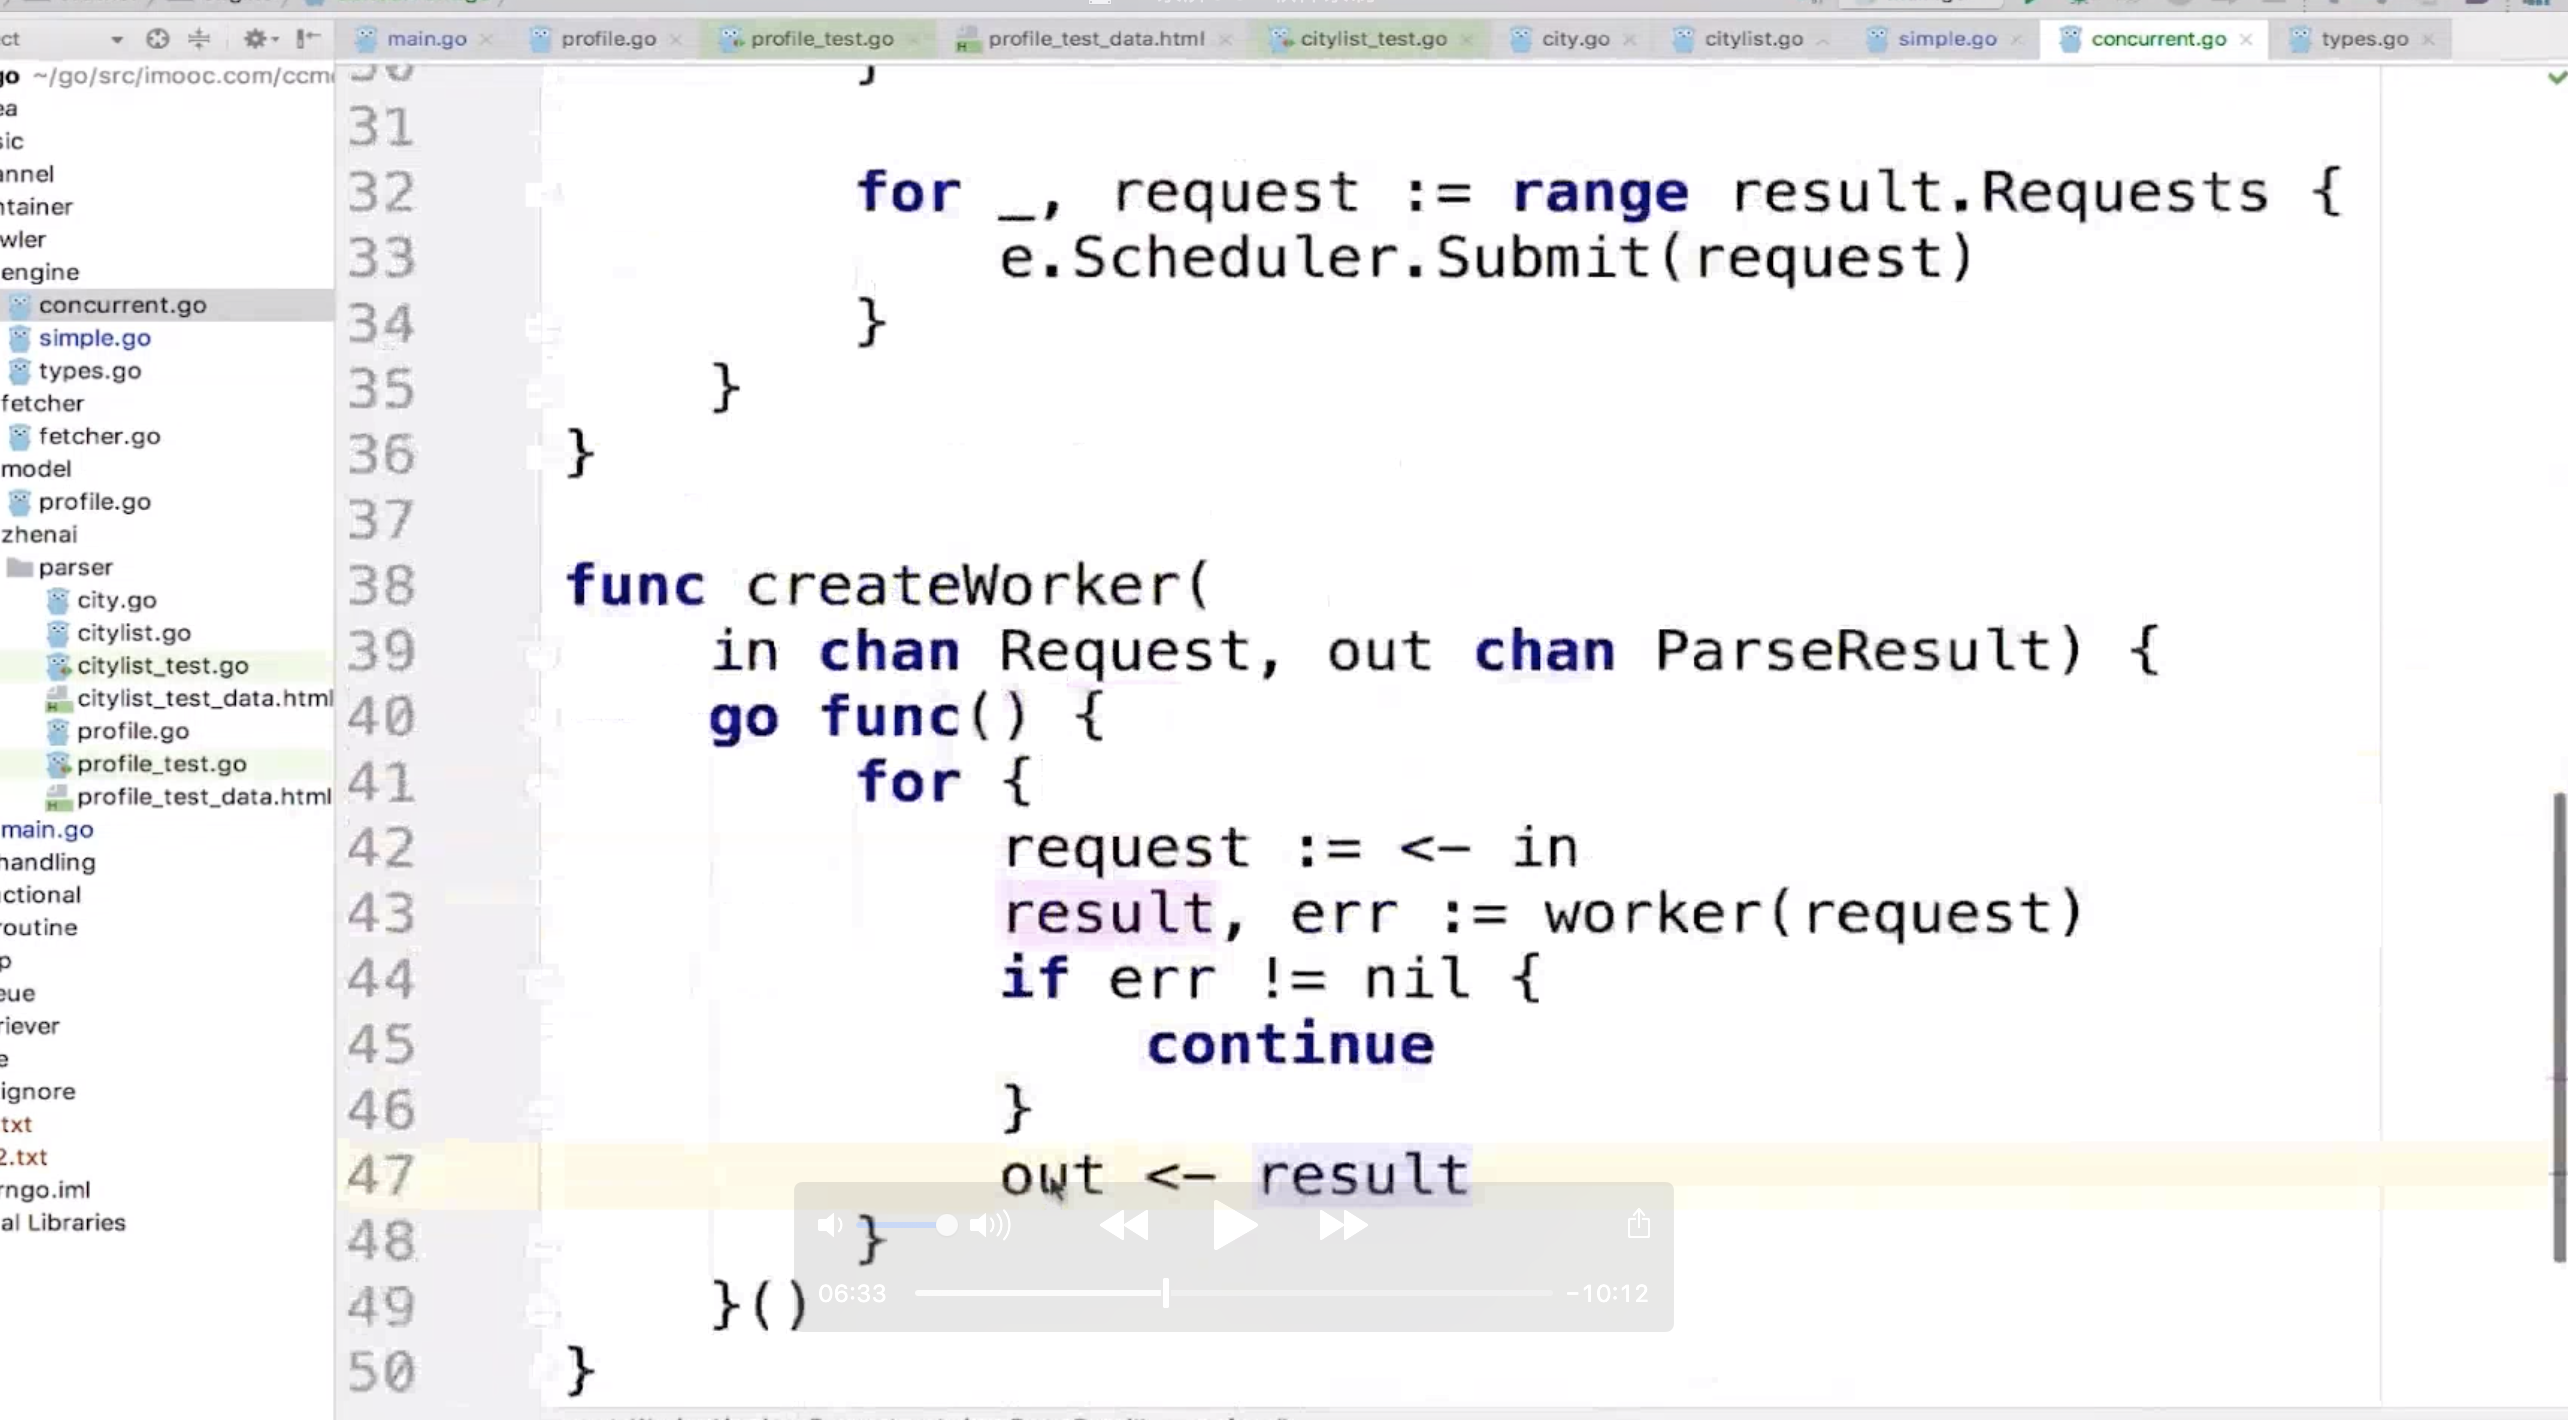 ct
main.go
profile.go
profile_test.go
profile_test_data.html
citylist_test.go
city.go
citylist.go
simple.go
concurrent.go
types.go
go ~/go/src/imooc.com/ccm
ea
sic
annel
ntainer
wler
engine
concurrent.go
simple.go
types.go
fetcher
fetcher.go
model
profile.go
zhenai
parser
city.go
citylist.go
citylist_test.go
citylist_test_data.html
profile.go
profile_test.go
profile_test_data.html
main.go
handling
ctional
routine
p
eue
riever
e
ignore
txt
2.txt
rngo.iml
al Libraries
30 }
31
32 for _, request := range result.Requests {
33 e.Scheduler.Submit(request)
34 }
35 }
36 }
37
38 func createWorker(
39 in chan Request, out chan ParseResult) {
40 go func() {
41 for {
42 request := <- in
43 result, err := worker(request)
44 if err != nil {
45 continue
46 }
47 out <- result
48 }
49 }()
50 }
06:33
-10:12